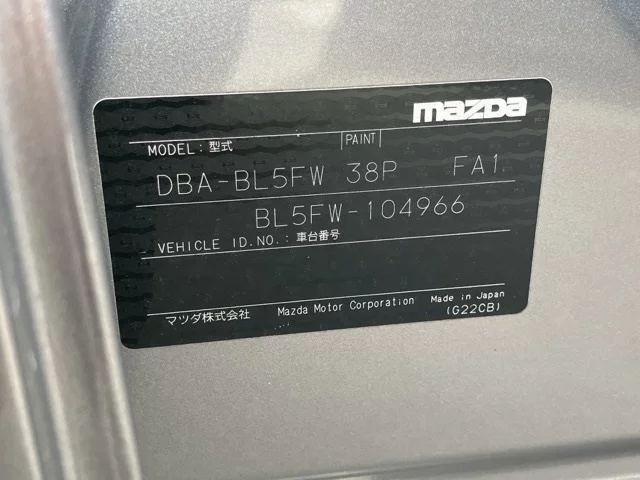 mazda
MODEL:型式 PAINT
DBA-BL5FW 38P FA1
BL5FW-104966
VEHICLE ID.NO.:車台番号
マツダ株式会社 Mazda Motor Corporation Made in Japan
(G22CB)